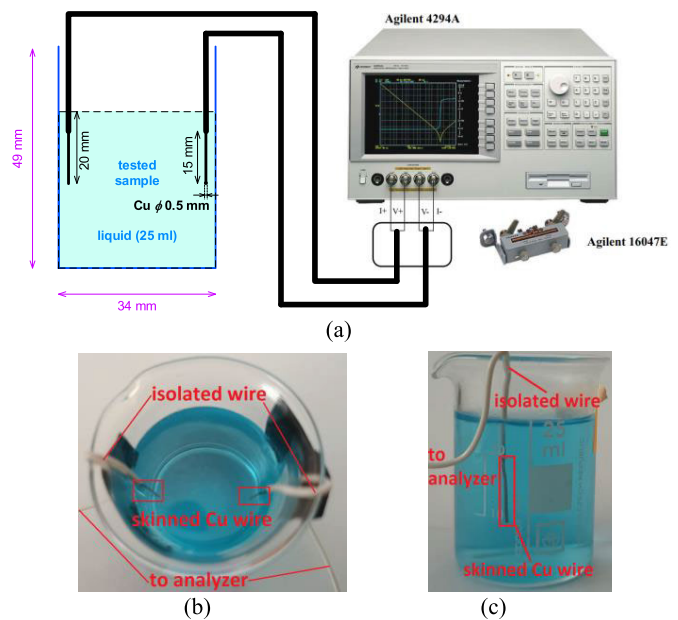 Agilent 4294A
49 mm
20 mm
15 mm
tested
sample
Cu ϕ 0.5 mm
liquid (25 ml)
34 mm
I+
V+
V-
I-
Agilent 16047E
(a)
isolated wire
skinned Cu wire
to analyzer
(b)
isolated wire
25
ml
to
analyzer
skinned Cu wire
(c)